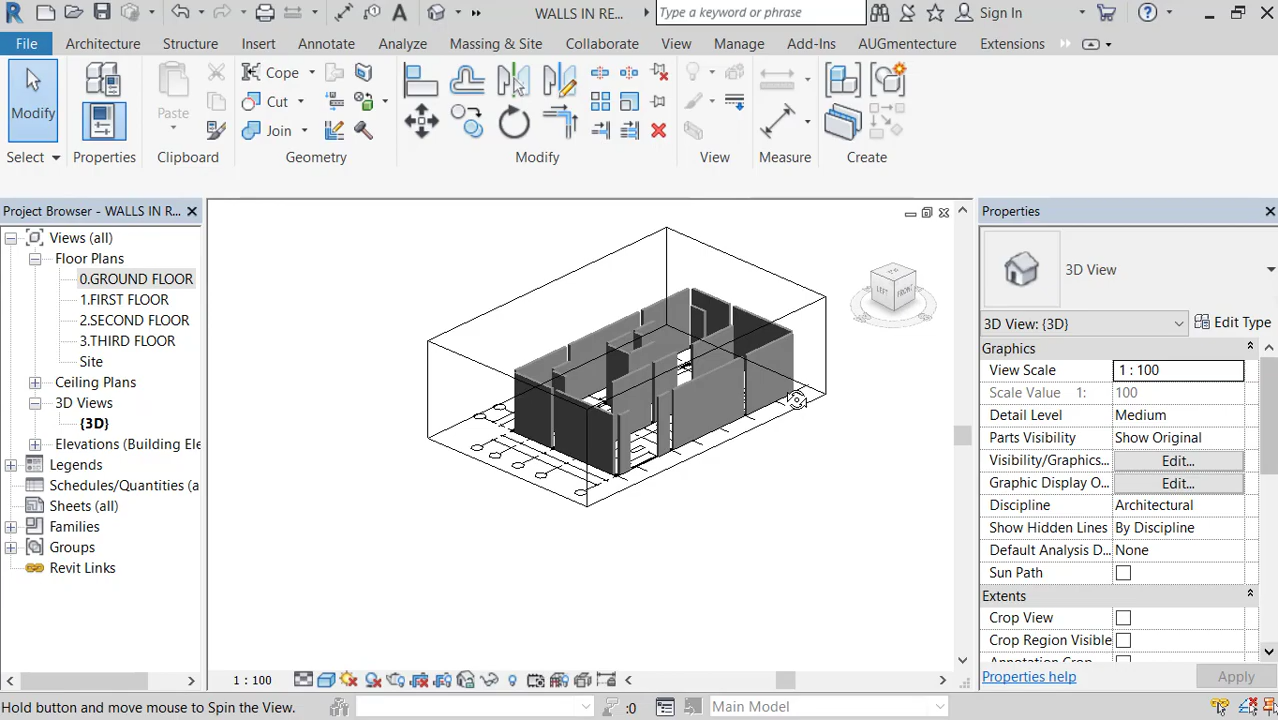 WALLS IN RE...
Type a keyword or phrase
Sign In
File
Architecture
Structure
Insert
Annotate
Analyze
Massing & Site
Collaborate
View
Manage
Add-Ins
AUGmentecture
Extensions
Modify
Paste
Cope
Cut
Join
Select
Properties
Clipboard
Geometry
Modify
View
Measure
Create
Project Browser - WALLS IN R...
Views (all)
Floor Plans
0.GROUND FLOOR
1.FIRST FLOOR
2.SECOND FLOOR
3.THIRD FLOOR
Site
Ceiling Plans
3D Views
{3D}
Elevations (Building Ele
Legends
Schedules/Quantities (a
Sheets (all)
Families
Groups
Revit Links
LEFT
FRONT
Properties
3D View
3D View: {3D}
Edit Type
Graphics
View Scale 1 : 100
Scale Value 1: 100
Detail Level Medium
Parts Visibility Show Original
Visibility/Graphics... Edit...
Graphic Display O... Edit...
Discipline Architectural
Show Hidden Lines By Discipline
Default Analysis D... None
Sun Path
Extents
Crop View
Crop Region Visible
Properties help
Apply
1 : 100
Hold button and move mouse to Spin the View.
:0
Main Model